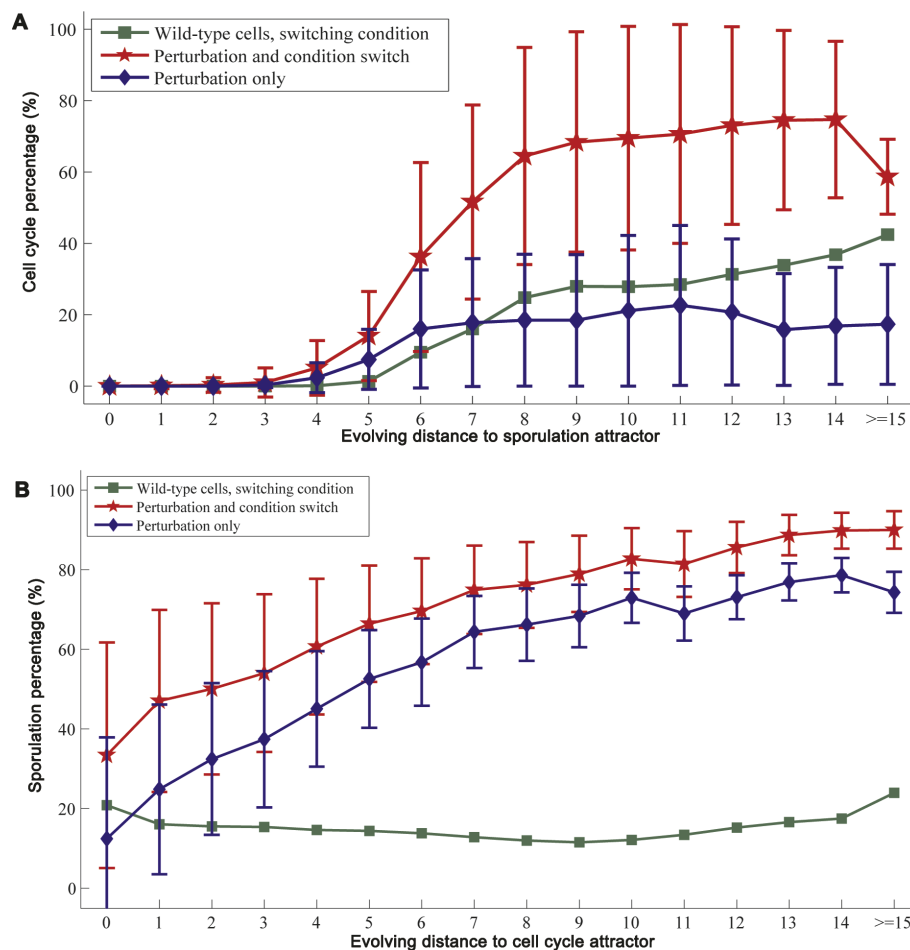 A
Wild-type cells, switching condition
Perturbation and condition switch
Perturbation only
Cell cycle percentage (%)
100
80
60
40
20
0
0 1 2 3 4 5 6 7 8 9 10 11 12 13 14 >=15
Evolving distance to sporulation attractor
B
Wild-type cells, switching condition
Perturbation and condition switch
Perturbation only
Sporulation percentage (%)
100
80
60
40
20
0
0 1 2 3 4 5 6 7 8 9 10 11 12 13 14 >=15
Evolving distance to cell cycle attractor